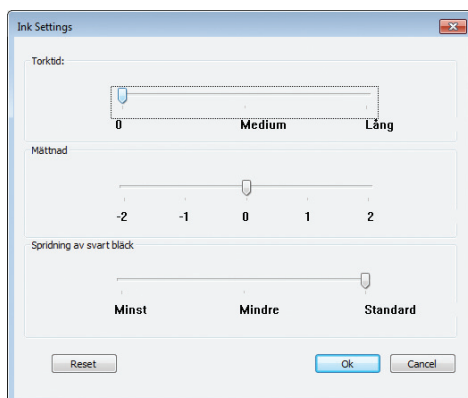 Ink Settings
Torktid:
0 Medium Lång
Mättnad
-2 -1 0 1 2
Spridning av svart bläck
Minst Mindre Standard
Reset Ok Cancel